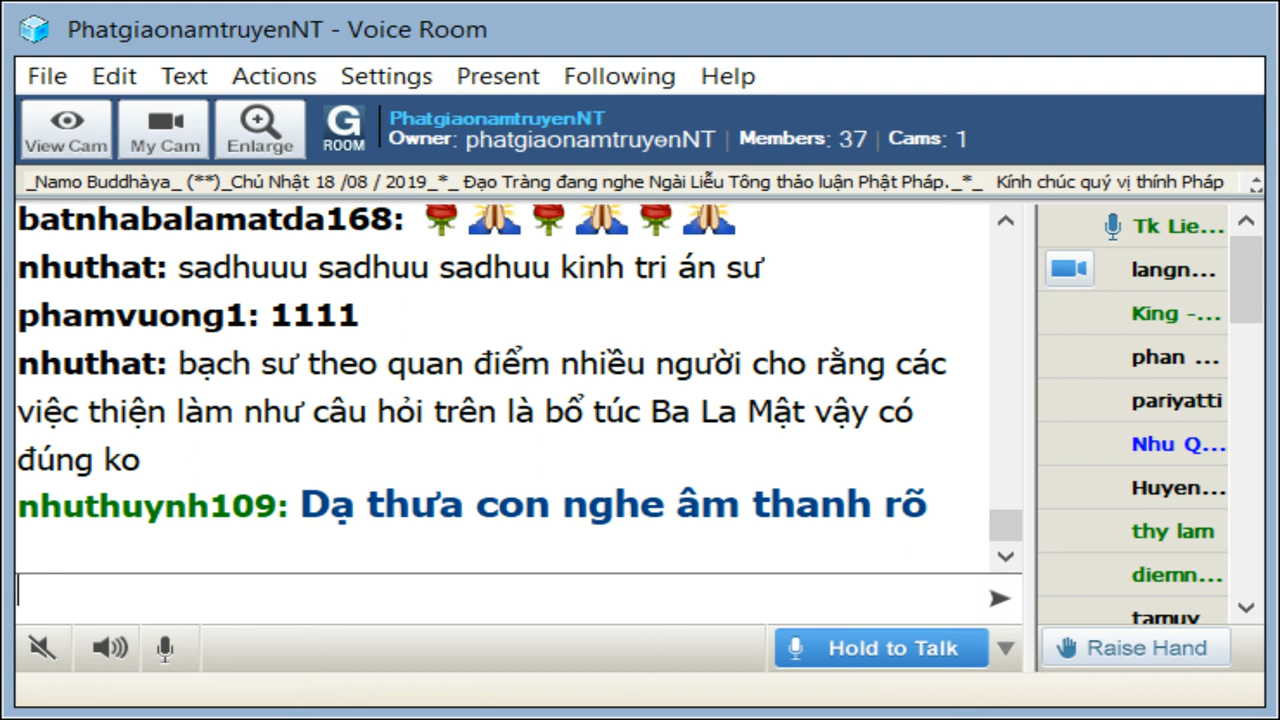 PhatgiaonamtruyenNT - Voice Room
File Edit Text Actions Settings Present Following Help
View Cam My Cam Enlarge G ROOM
PhatgiaonamtruyenNT
Owner: phatgiaonamtruyenNT | Members: 37 | Cams: 1
_Namo Buddhàya_ (**)_Chủ Nhật 18 /08 / 2019_*_ Đạo Tràng đang nghe Ngài Liễu Tông thảo luận Phật Pháp._*_ Kính chúc quý vị thính Pháp
batnhabalamatda168: 🌹🙏🌹🙏🌹🙏
nhuthat: sadhuuu sadhuu sadhuu kinh tri án sư
phamvuong1: 1111
nhuthat: bạch sư theo quan điểm nhiều người cho rằng các
việc thiện làm như câu hỏi trên là bổ túc Ba La Mật vậy có
đúng ko
nhuthuynh109: Dạ thưa con nghe âm thanh rõ
Tk Lie...
langn...
King -...
phan ...
pariyatti
Nhu Q...
Huyen...
thy lam
diemn...
tamuy
Hold to Talk
Raise Hand